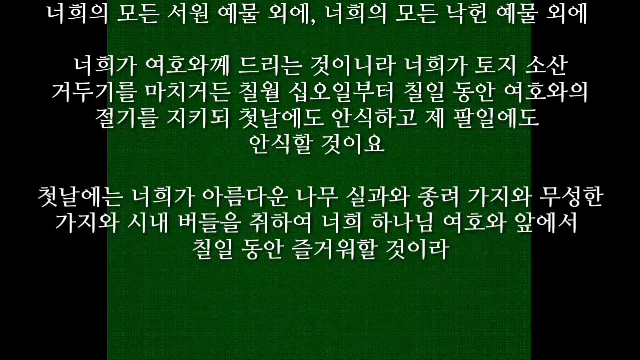 너희의 모든 서원 예물 외에, 너희의 모든 낙헌 예물 외에
너희가 여호와께 드리는 것이니라 너희가 토지 소산
거두기를 마치거든 칠월 십오일부터 칠일 동안 여호와의
절기를 지키되 첫날에도 안식하고 제 팔일에도
안식할 것이요
첫날에는 너희가 아름다운 나무 실과와 종려 가지와 무성한
가지와 시내 버들을 취하여 너희 하나님 여호와 앞에서
칠일 동안 즐거워할 것이라